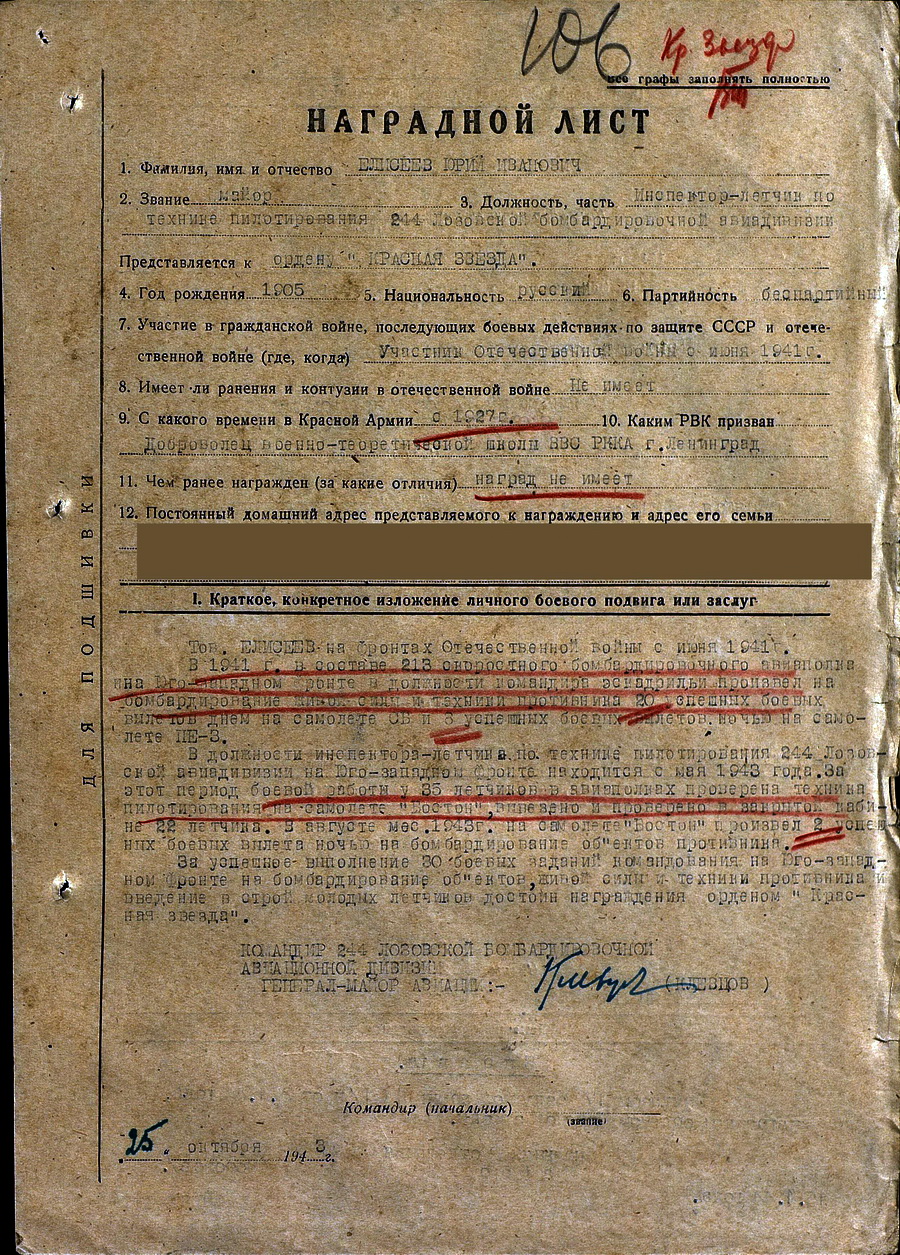 106
Кр. Звезд
Все графы заполнять полностью
НАГРАДНОЙ ЛИСТ
1. Фамилия, имя и отчество ЕЛИСЕЕВ ЮРИЙ ИВАНОВИЧ
2. Звание майор 3. Должность, часть Инспектор-летчик по
технике пилотирования 244 Лозовской бомбардировочной авиадивизии
Представляется к ордену " КРАСНАЯ ЗВЕЗДА".
4. Год рождения 1905 5. Национальность русский 6. Партийность беспартийный
7. Участие в гражданской войне, последующих боевых действиях по защите СССР и отече-
ственной войне (где, когда) Участник Отечественной войны с июня 1941г.
8. Имеет ли ранения и контузии в отечественной войне Не имеет
9. С какого времени в Красной Армии с 1927г. 10. Каким РВК призван
Доброволец военно-теоретической школы ВВС РККА г.Ленинград
11. Чем ранее награжден (за какие отличия) наград не имеет
12. Постоянный домашний адрес представляемого к награждению и адрес его семьи
ДЛЯ ПОДШИВКИ
I. Краткое, конкретное изложение личного боевого подвига или заслуг
Тов. ЕЛИСЕЕВ на фронтах Отечественной войны с июня 1941г.
В 1941 г. в составе 213 скоростного бомбардировочного авиаполка
на Юго-западном фронте в должности командира эскадрильи произвел на
бомбардирование живой силы и техники противника 20 успешных боевых
вылетов днем на самолете СБ и 8 успешных боевых вылетов ночью на само-
лете ПЕ-3.
В должности инспектора-летчика по технике пилотирования 244 Лозов-
ской авиадивизии на Юго-западном фронте находится с мая 1943 года.За
этот период боевой работы у 35 летчиков в авиаполках проверена техника
пилотирования на самолете "Бостон", вывезено и проверено в закрытой каби-
не 22 летчика. В августе мес.1943г. на самолете"Бостон" произвел 2 успеш-
ных боевых вылета ночью на бомбардирование об"ектов противника.
За успешное выполнение 30 боевых заданий командования на Юго-запад-
ном фронте на бомбардирование об"ектов,живой силы и техники противника и
введение в строй молодых летчиков достоин награждения орденом " Крас-
ная звезда".
КОМАНДИР 244 ЛОЗОВСКОЙ БОМБАРДИРОВОЧНОЙ
АВИАЦИОННОЙ ДИВИЗИИ
ГЕНЕРАЛ-МАЙОР АВИАЦИИ:- (КЛЕВЦОВ )
Командир (начальник)
(звание)
"25" октября 1943г.